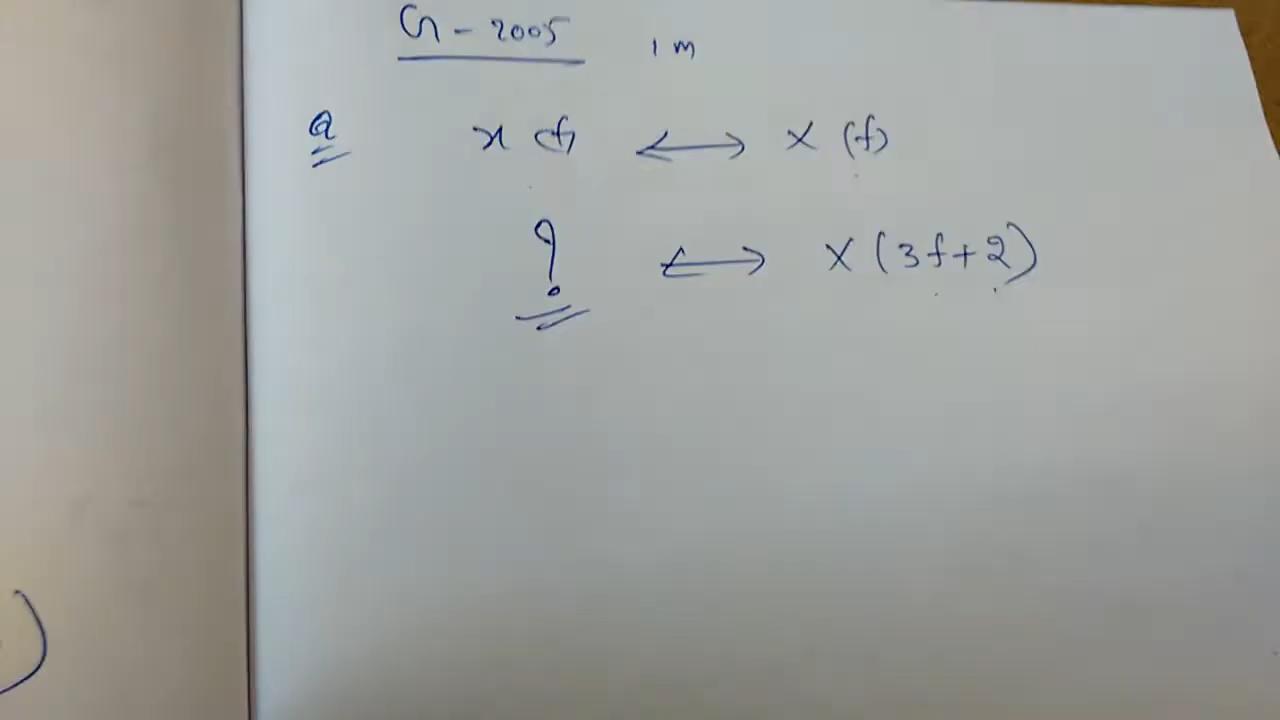 G - 2005 1 m
Q x (t) ⟷ X (f)
? ⟷ X (3f+2)